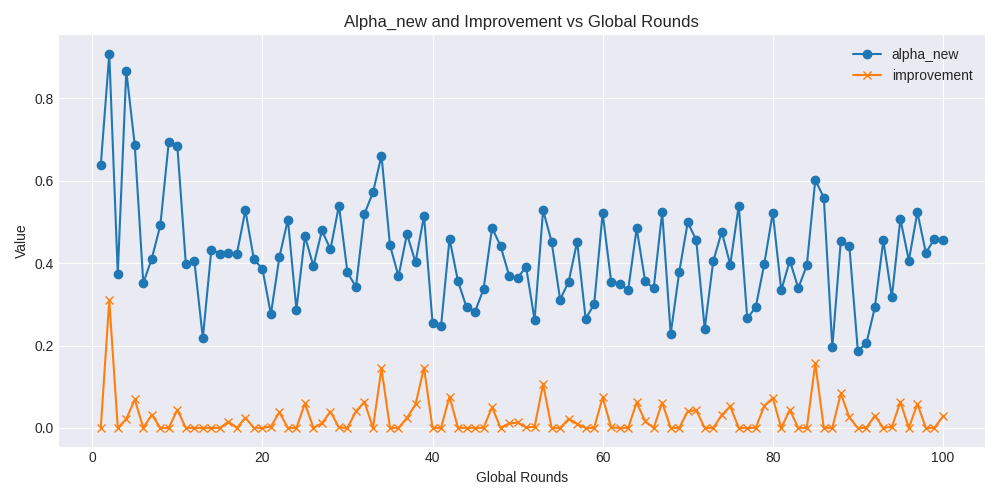 Alpha_new and Improvement vs Global Rounds
alpha_new
improvement
Value
0.8
0.6
0.4
0.2
0.0
0 20 40 60 80 100
Global Rounds